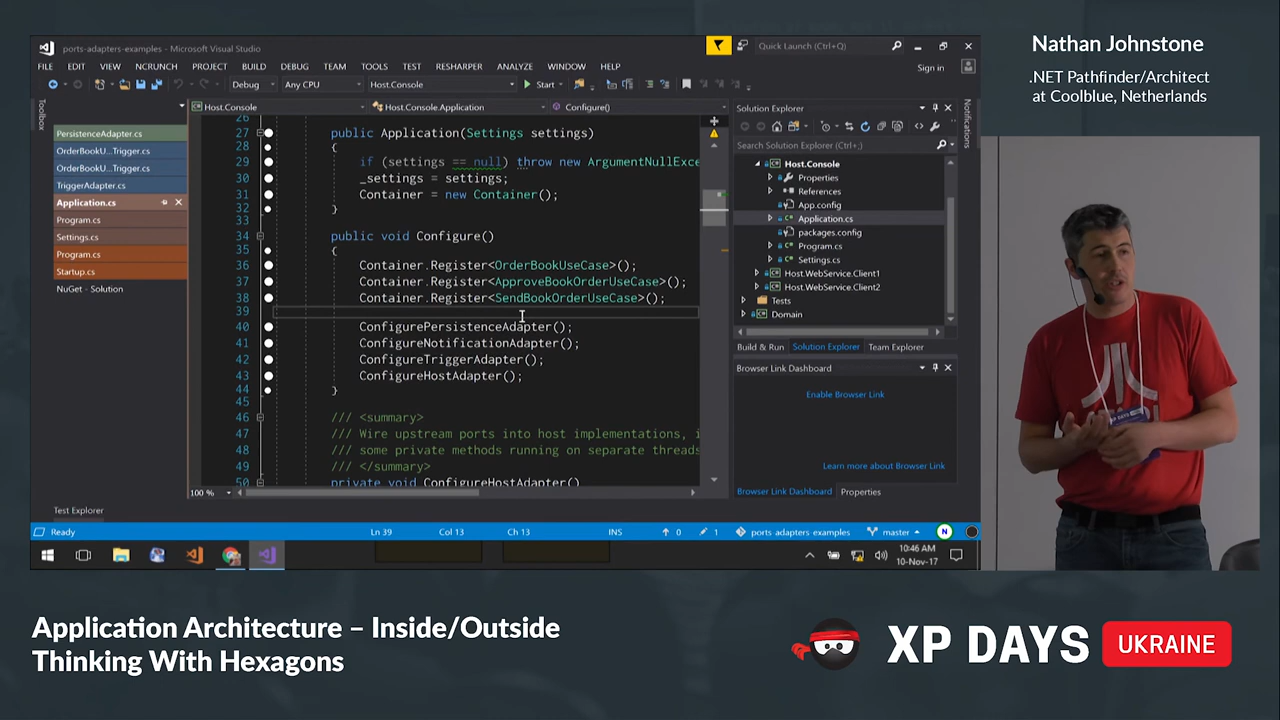 Nathan Johnstone
.NET Pathfinder/Architect
at Coolblue, Netherlands
ports-adapters-examples - Microsoft Visual Studio
Quick Launch (Ctrl+Q)
FILE EDIT VIEW NCRUNCH PROJECT BUILD DEBUG TEAM TOOLS TEST RESHARPER ANALYZE WINDOW HELP
Sign in
Debug Any CPU Host.Console Start
Toolbox
PersistenceAdapter.cs
OrderBookU...Trigger.cs
OrderBookU...Trigger.cs
TriggerAdapter.cs
Application.cs
Program.cs
Settings.cs
Program.cs
Startup.cs
NuGet - Solution
Host.Console Host.Console.Application Configure()
26
27 public Application(Settings settings)
28 {
29 if (settings == null) throw new ArgumentNullExce
30 _settings = settings;
31 Container = new Container();
32 }
33
34 public void Configure()
35 {
36 Container.Register<OrderBookUseCase>();
37 Container.Register<ApproveBookOrderUseCase>();
38 Container.Register<SendBookOrderUseCase>();
39
40 ConfigurePersistenceAdapter();
41 ConfigureNotificationAdapter();
42 ConfigureTriggerAdapter();
43 ConfigureHostAdapter();
44 }
45
46 /// <summary>
47 /// Wire upstream ports into host implementations, i
48 /// some private methods running on separate threads
49 /// </summary>
50 private void ConfigureHostAdapter()
100 %
Solution Explorer
Search Solution Explorer (Ctrl+;)
Host.Console
Properties
References
App.config
Application.cs
packages.config
Program.cs
Settings.cs
Host.WebService.Client1
Host.WebService.Client2
Tests
Domain
Build & Run Solution Explorer Team Explorer
Browser Link Dashboard
Enable Browser Link
Learn more about Browser Link
Browser Link Dashboard Properties
Notifications
Test Explorer
Ready Ln 39 Col 13 Ch 13 INS 0 1 ports adapters-examples master N
10:46 AM
10-Nov-17
Application Architecture – Inside/Outside
Thinking With Hexagons
XP DAYS UKRAINE